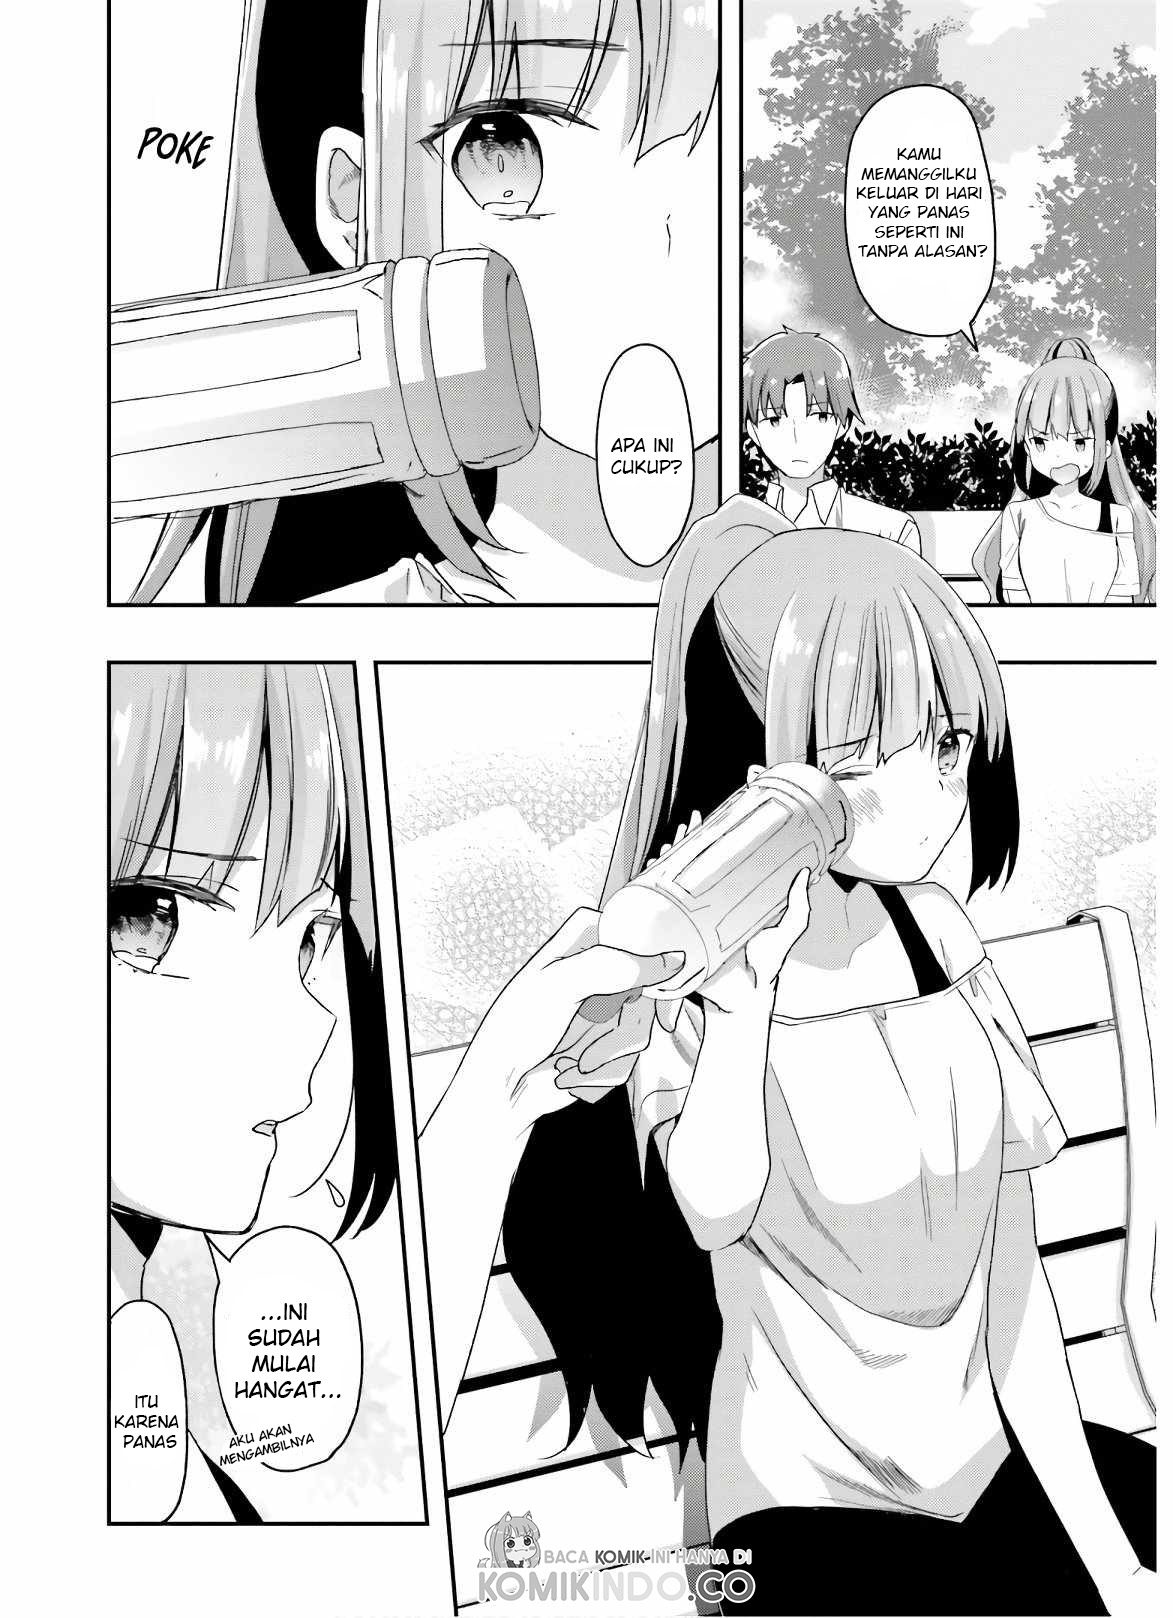 KAMU
MEMANGGILKU
KELUAR DI HARI
YANG PANAS
SEPERTI INI
TANPA ALASAN?
POKE
APA INI
CUKUP?
...INI
SUDAH
MULAI
HANGAT...
AKU AKAN
MENGAMBILNYA
ITU
KARENA
PANAS
BACA KOMIK INI HANYA DI
KOMIKINDO.CO